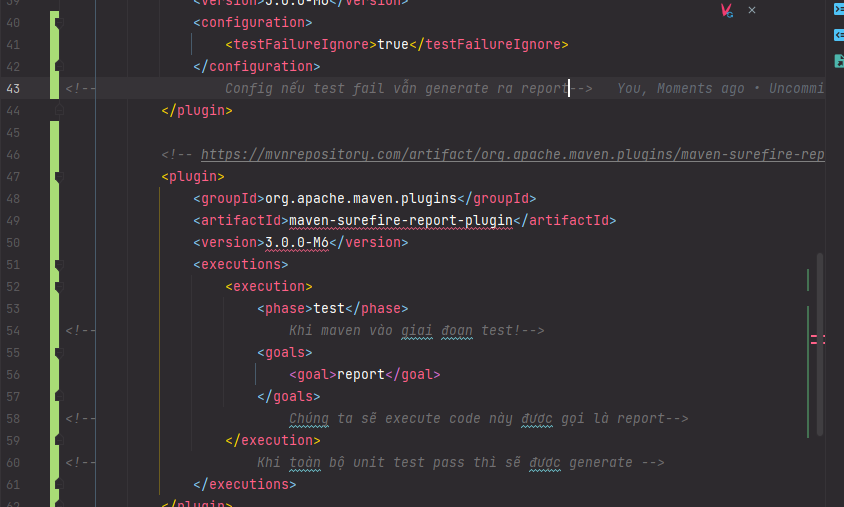 39 <version>3.0.0-M6</version>
40 <configuration>
41 <testFailureIgnore>true</testFailureIgnore>
42 </configuration>
43 <!-- Config nếu test fail vẫn generate ra report--> You, Moments ago • Uncommi
44 </plugin>
45
46 <!-- https://mvnrepository.com/artifact/org.apache.maven.plugins/maven-surefire-rep
47 <plugin>
48 <groupId>org.apache.maven.plugins</groupId>
49 <artifactId>maven-surefire-report-plugin</artifactId>
50 <version>3.0.0-M6</version>
51 <executions>
52 <execution>
53 <phase>test</phase>
54 <!-- Khi maven vào giai đoạn test!-->
55 <goals>
56 <goal>report</goal>
57 </goals>
58 <!-- Chúng ta sẽ execute code này được gọi là report-->
59 </execution>
60 <!-- Khi toàn bộ unit test pass thì sẽ được generate -->
61 </executions>
62 </plugin>